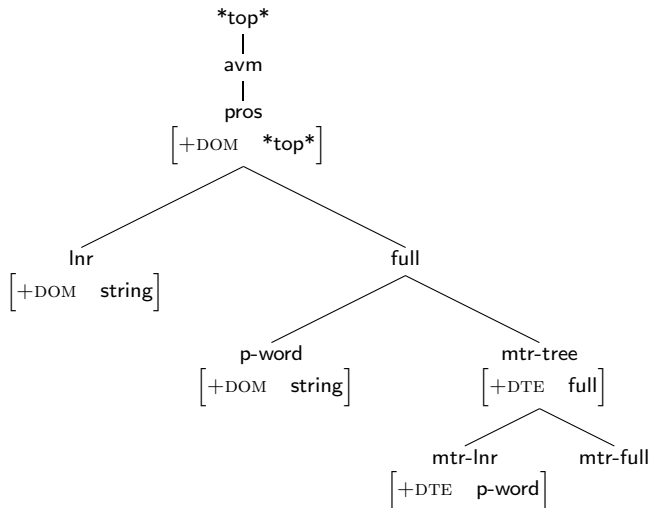 *top*
avm
pros
[+DOM *top*]
lnr full
[+DOM string]
p-word mtr-tree
[+DOM string] [+DTE full]
mtr-lnr mtr-full
[+DTE p-word]